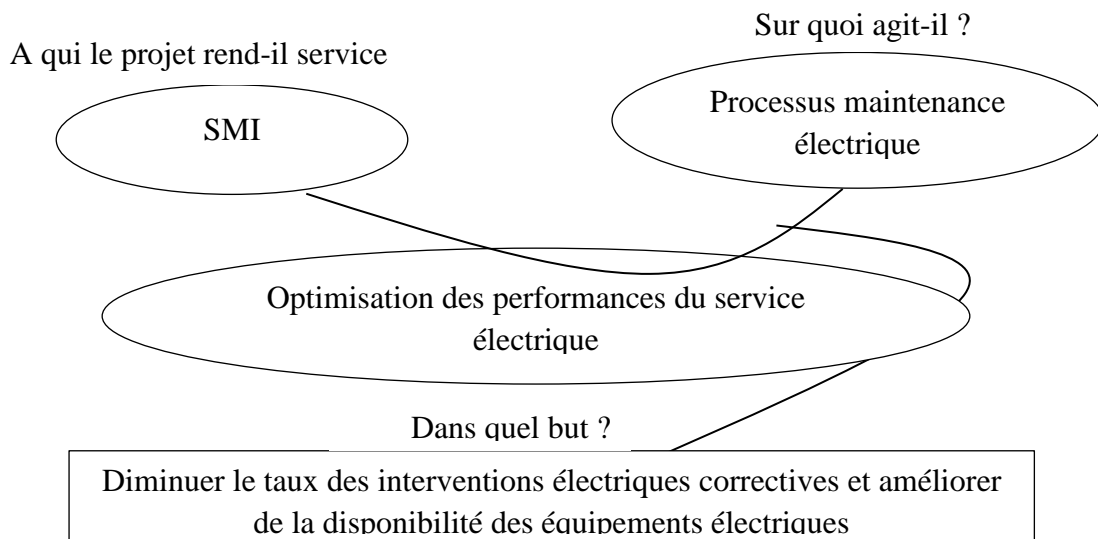 A qui le projet rend-il service
Sur quoi agit-il ?
SMI
Processus maintenance
électrique
Optimisation des performances du service
électrique
Dans quel but ?
Diminuer le taux des interventions électriques correctives et améliorer
de la disponibilité des équipements électriques